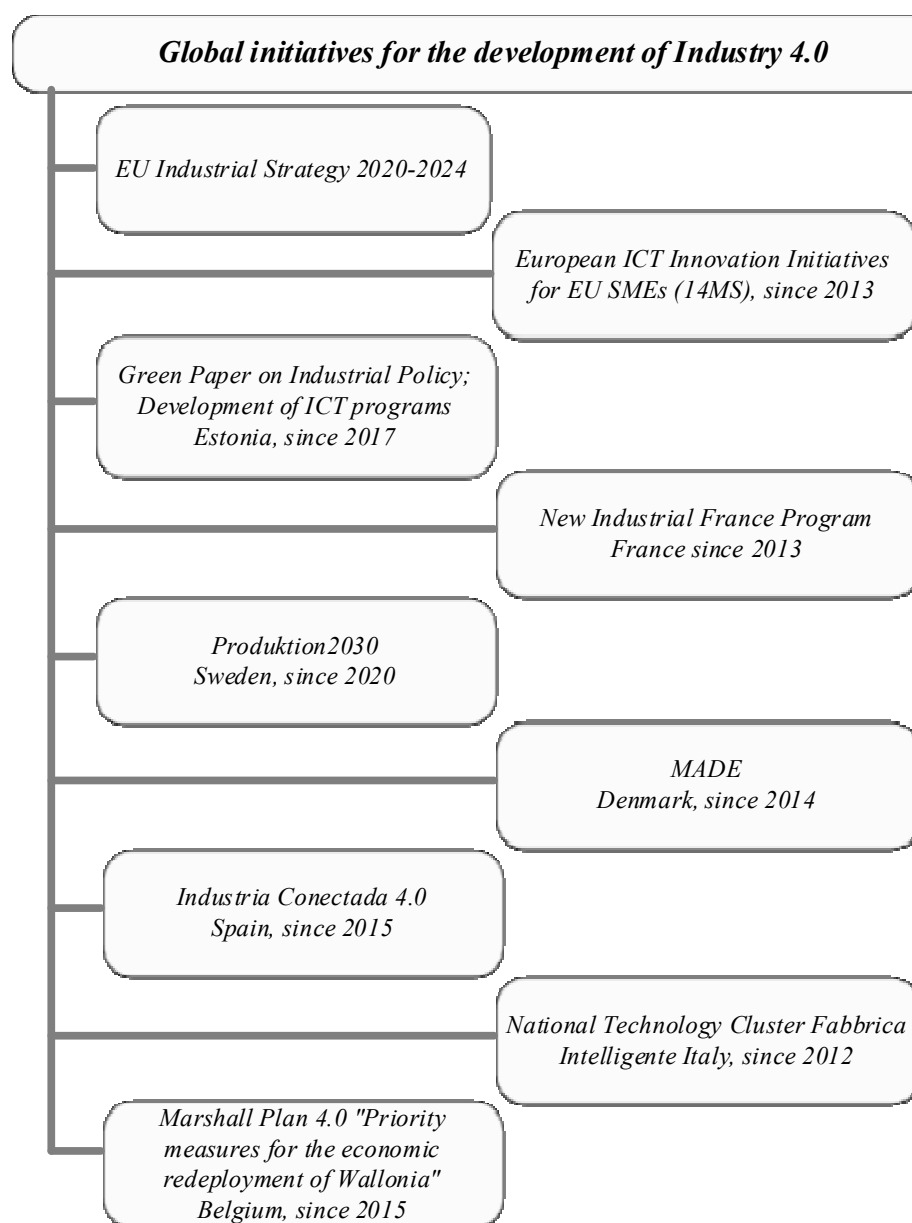 Global initiatives for the development of Industry 4.0
EU Industrial Strategy 2020-2024
European ICT Innovation Initiatives
for EU SMEs (14MS), since 2013
Green Paper on Industrial Policy;
Development of ICT programs
Estonia, since 2017
New Industrial France Program
France since 2013
Produktion2030
Sweden, since 2020
MADE
Denmark, since 2014
Industria Conectada 4.0
Spain, since 2015
National Technology Cluster Fabbrica
Intelligente Italy, since 2012
Marshall Plan 4.0 "Priority
measures for the economic
redeployment of Wallonia"
Belgium, since 2015